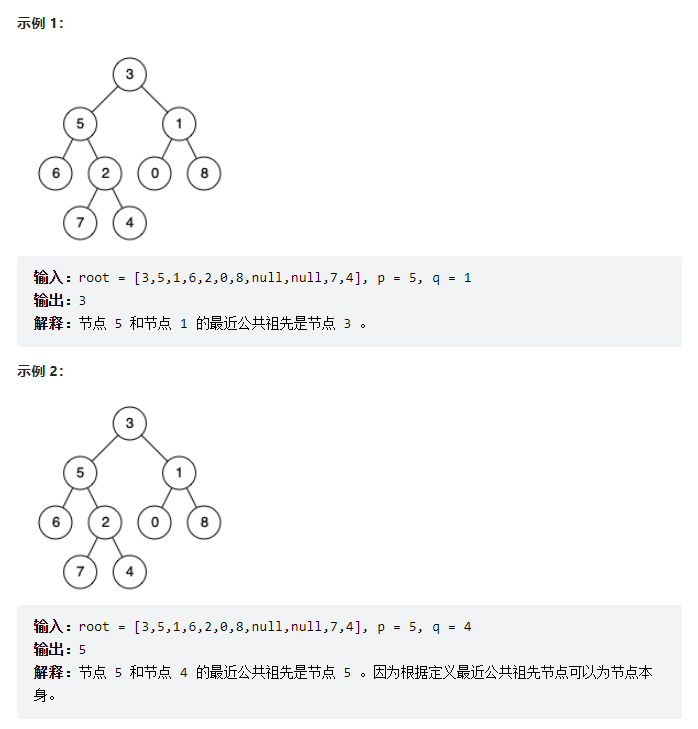 示例 1:
3
5 1
6 2 0 8
7 4
输入:root = [3,5,1,6,2,0,8,null,null,7,4], p = 5, q = 1
输出:3
解释:节点 5 和节点 1 的最近公共祖先是节点 3 。
示例 2:
3
5 1
6 2 0 8
7 4
输入:root = [3,5,1,6,2,0,8,null,null,7,4], p = 5, q = 4
输出:5
解释:节点 5 和节点 4 的最近公共祖先是节点 5 。因为根据定义最近公共祖先节点可以为节点本
身。